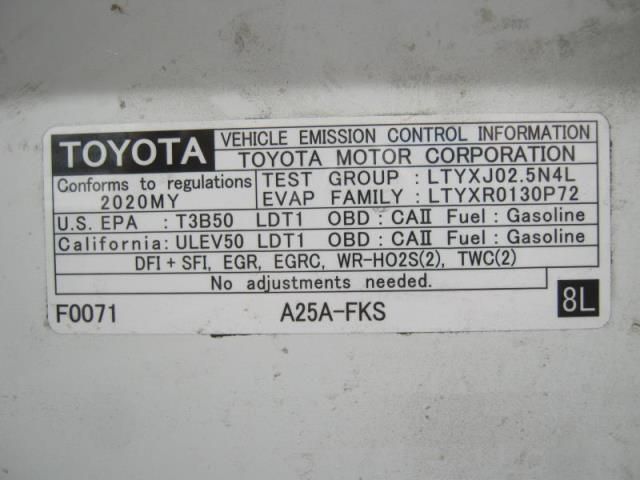 TOYOTA
VEHICLE EMISSION CONTROL INFORMATION
TOYOTA MOTOR CORPORATION
Conforms to regulations
2020MY
TEST GROUP : LTYXJ02.5N4L
EVAP FAMILY : LTYXR0130P72
U.S. EPA : T3B50 LDT1 OBD : CAⅡ Fuel : Gasoline
California: ULEV50 LDT1 OBD : CAⅡ Fuel : Gasoline
DFI + SFI, EGR, EGRC, WR-HO2S(2), TWC(2)
No adjustments needed.
F0071 A25A-FKS 8L